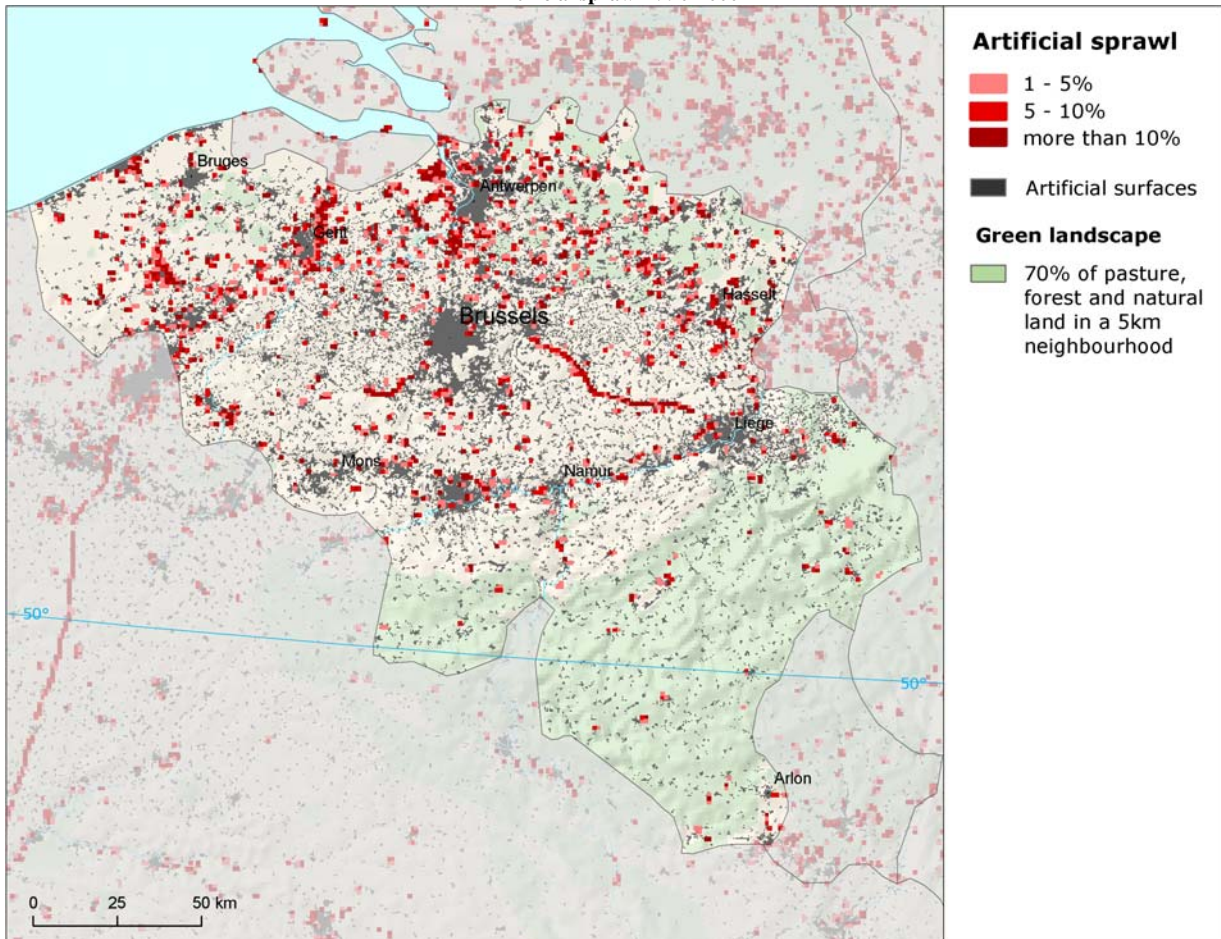 Artificial sprawl
1 - 5%
5 - 10%
more than 10%
Artificial surfaces
Green landscape
70% of pasture,
forest and natural
land in a 5km
neighbourhood
Bruges
Antwerpen
Gent
Hasselt
Brussels
Liege
Mons
Namur
50°
50°
Arlon
0 25 50 km